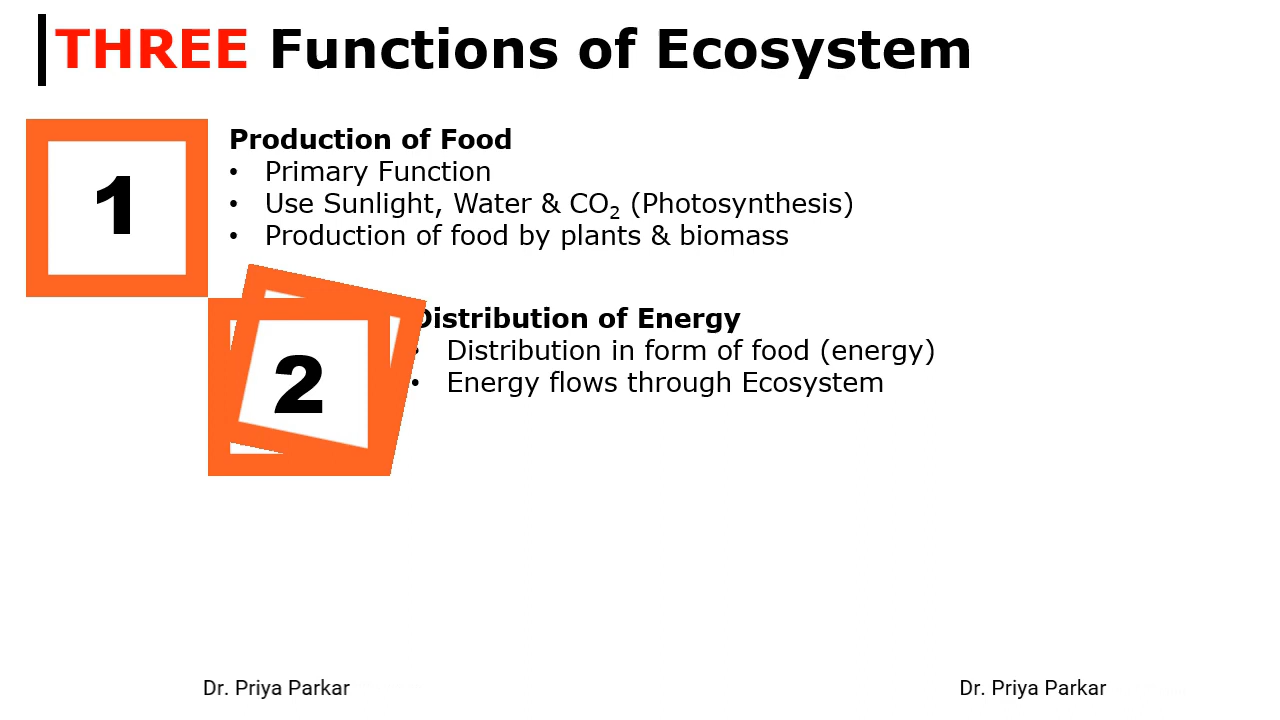 THREE Functions of Ecosystem
1
Production of Food
• Primary Function
• Use Sunlight, Water & CO₂ (Photosynthesis)
• Production of food by plants & biomass
2
Distribution of Energy
• Distribution in form of food (energy)
• Energy flows through Ecosystem
Dr. Priya Parkar
Dr. Priya Parkar